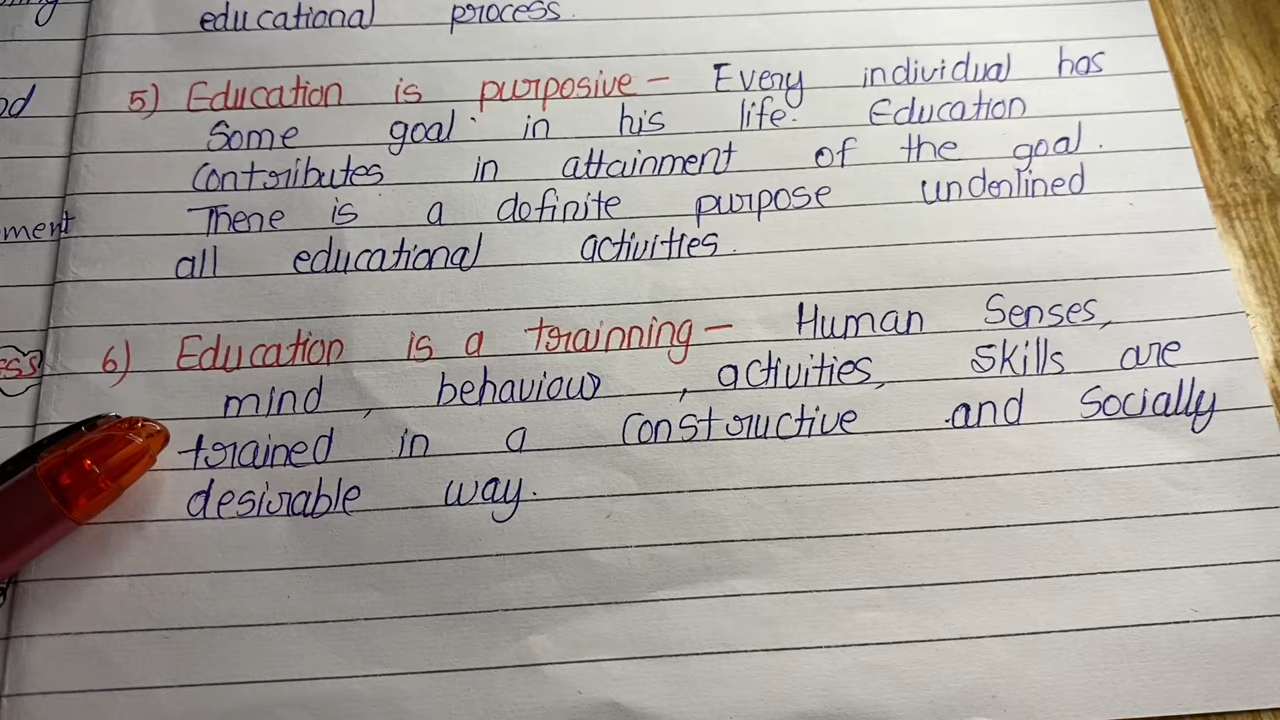 educational process.
5) Education is purposive - Every individual has
Some goal in his life. Education
contributes in attainment of the goal.
There is a definite purpose underlined
all educational activities.
6) Education is a trainning - Human Senses,
mind, behaviour, activities, skills are
trained in a constructive and Socially
desirable way.